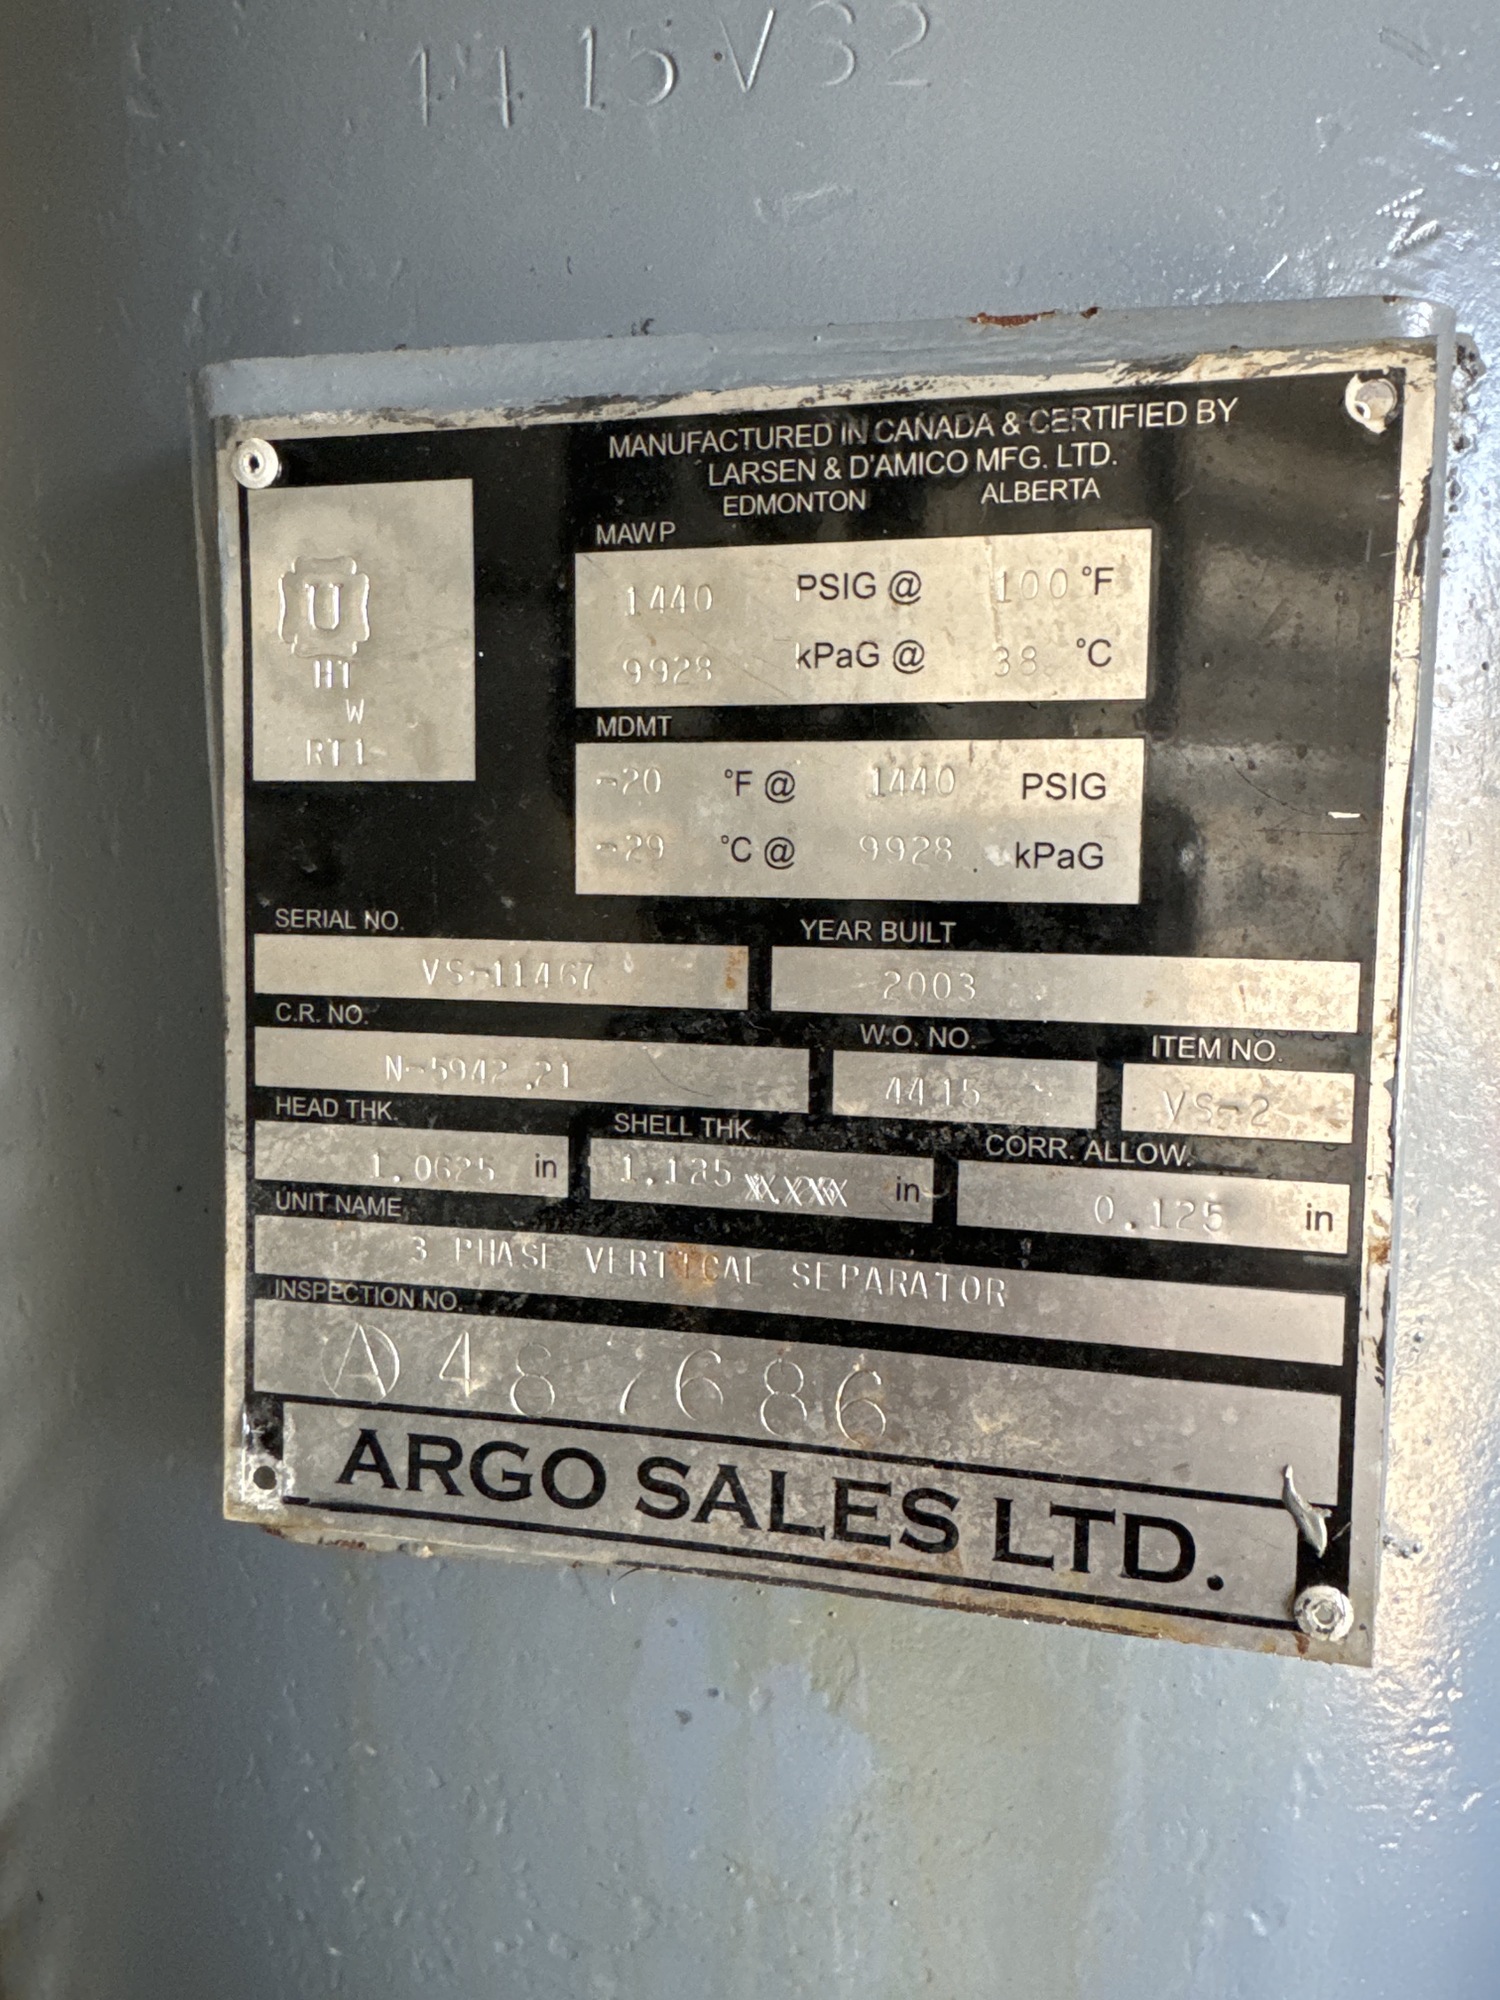 4415V32
MANUFACTURED IN CANADA & CERTIFIED BY
LARSEN & D'AMICO MFG. LTD.
EDMONTON ALBERTA
U
HT
W
RT1
MAWP
1440 PSIG @ 100 °F
9928 kPaG @ 38 °C
MDMT
-20 °F @ 1440 PSIG
-29 °C @ 9928 kPaG
SERIAL NO. YEAR BUILT
VS-11467 2003
C.R. NO. W.O. NO. ITEM NO.
N-5942.21 4415 VS-2
HEAD THK. SHELL THK. CORR. ALLOW.
1.0625 in 1.125 XXXXX in 0.125 in
UNIT NAME
3 PHASE VERTICAL SEPARATOR
INSPECTION NO.
A 487686
ARGO SALES LTD.